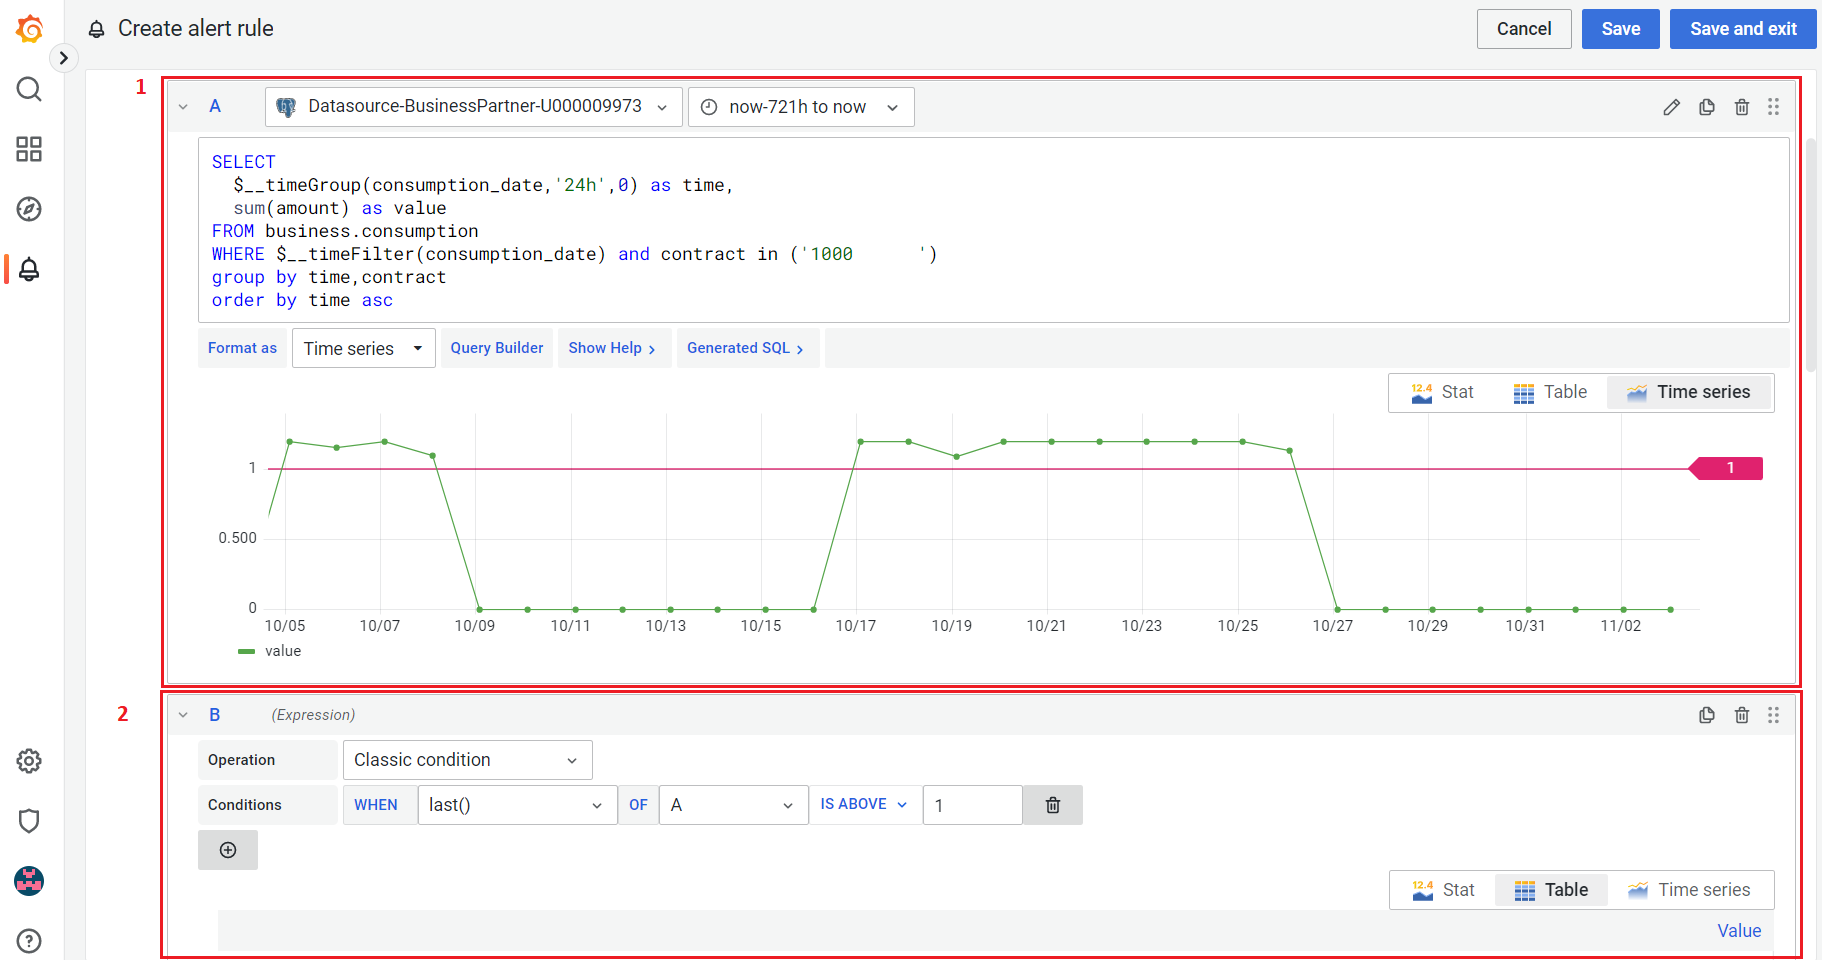 Create alert rule
Cancel
Save
Save and exit
1
A
Datasource-BusinessPartner-U000009973
now-721h to now
SELECT
$__timeGroup(consumption_date,'24h',0) as time,
sum(amount) as value
FROM business.consumption
WHERE $__timeFilter(consumption_date) and contract in ('1000 ')
group by time,contract
order by time asc
Format as
Time series
Query Builder
Show Help >
Generated SQL >
12.4 Stat
Table
Time series
1
0.500
0
1
10/05 10/07 10/09 10/11 10/13 10/15 10/17 10/19 10/21 10/23 10/25 10/27 10/29 10/31 11/02
value
2
B
(Expression)
Operation
Classic condition
Conditions
WHEN
last()
OF
A
IS ABOVE
1
12.4 Stat
Table
Time series
Value